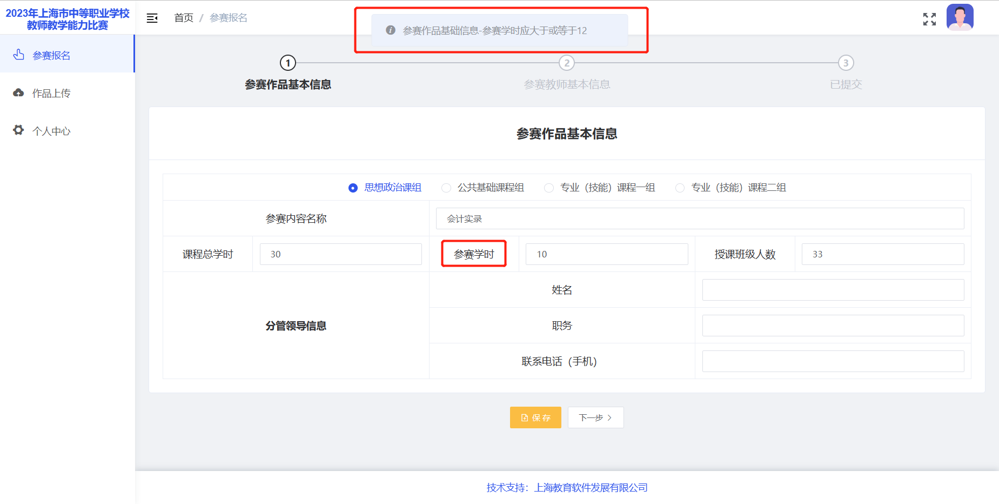 2023年上海市中等职业学校
教师教学能力比赛
首页 / 参赛报名
参赛作品基础信息-参赛学时应大于或等于12
参赛报名
作品上传
个人中心
1
2
3
参赛作品基本信息
参赛教师基本信息
已提交
参赛作品基本信息
思想政治课组
公共基础课程组
专业（技能）课程一组
专业（技能）课程二组
参赛内容名称
会计实录
课程总学时
30
参赛学时
10
授课班级人数
33
分管领导信息
姓名
职务
联系电话（手机）
保存
下一步
技术支持：上海教育软件发展有限公司